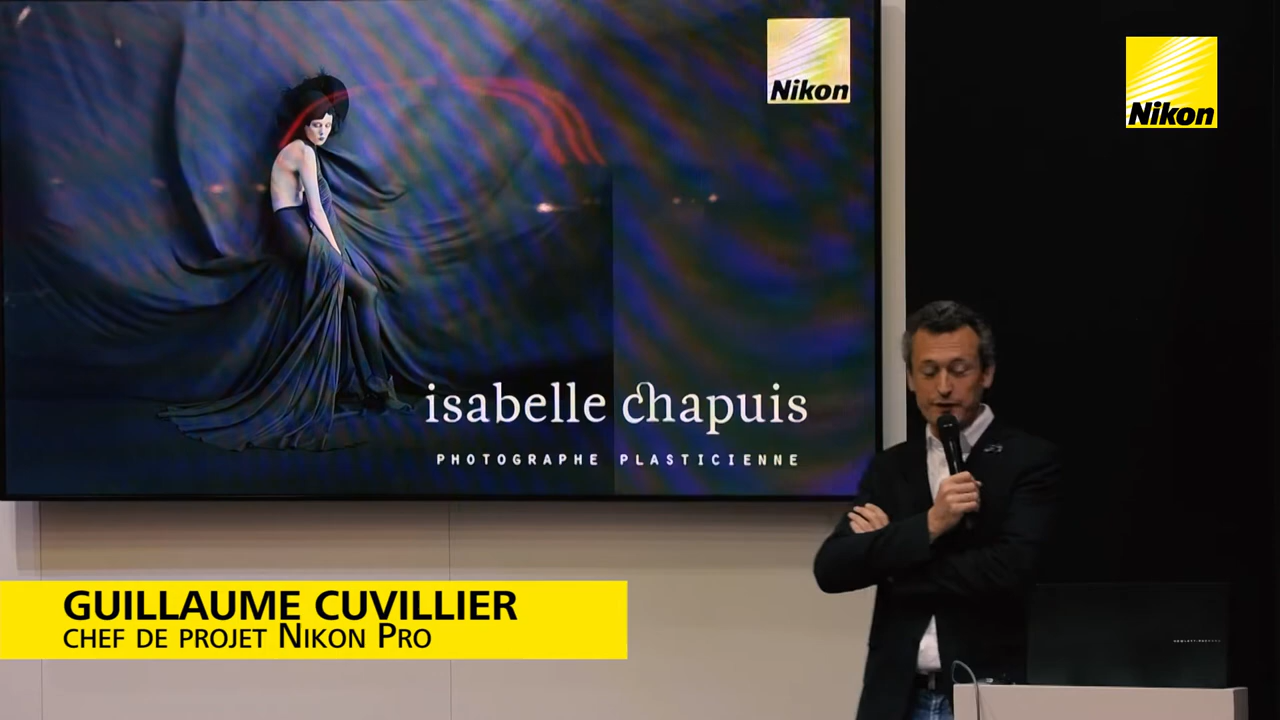 Nikon
Nikon
isabelle chapuis
PHOTOGRAPHE PLASTICIENNE
GUILLAUME CUVILLIER
CHEF DE PROJET NIKON PRO